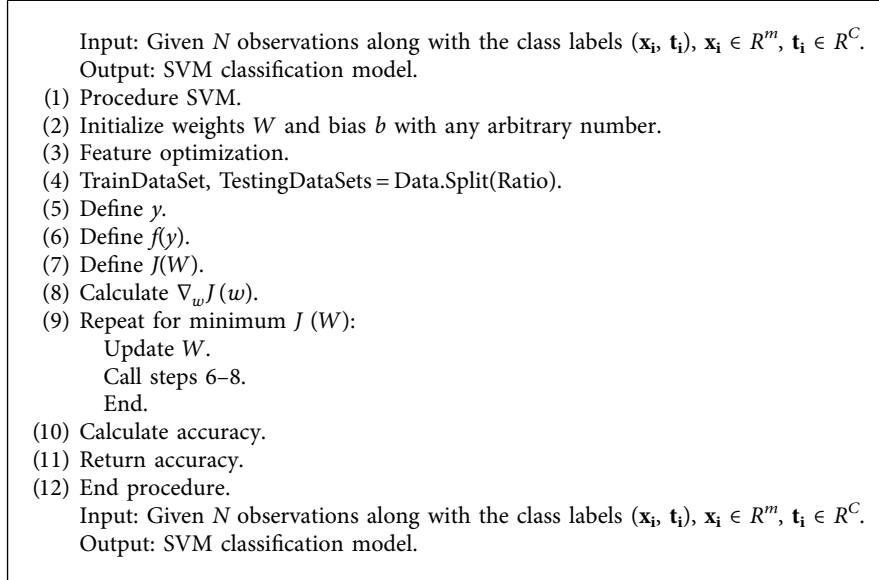 Input: Given N observations along with the class labels (xᵢ, tᵢ), xᵢ ∈ Rᵐ, tᵢ ∈ Rᶜ.
Output: SVM classification model.
(1) Procedure SVM.
(2) Initialize weights W and bias b with any arbitrary number.
(3) Feature optimization.
(4) TrainDataSet, TestingDataSets = Data.Split(Ratio).
(5) Define y.
(6) Define f(y).
(7) Define J(W).
(8) Calculate ∇_w J (w).
(9) Repeat for minimum J (W):
Update W.
Call steps 6–8.
End.
(10) Calculate accuracy.
(11) Return accuracy.
(12) End procedure.
Input: Given N observations along with the class labels (xᵢ, tᵢ), xᵢ ∈ Rᵐ, tᵢ ∈ Rᶜ.
Output: SVM classification model.